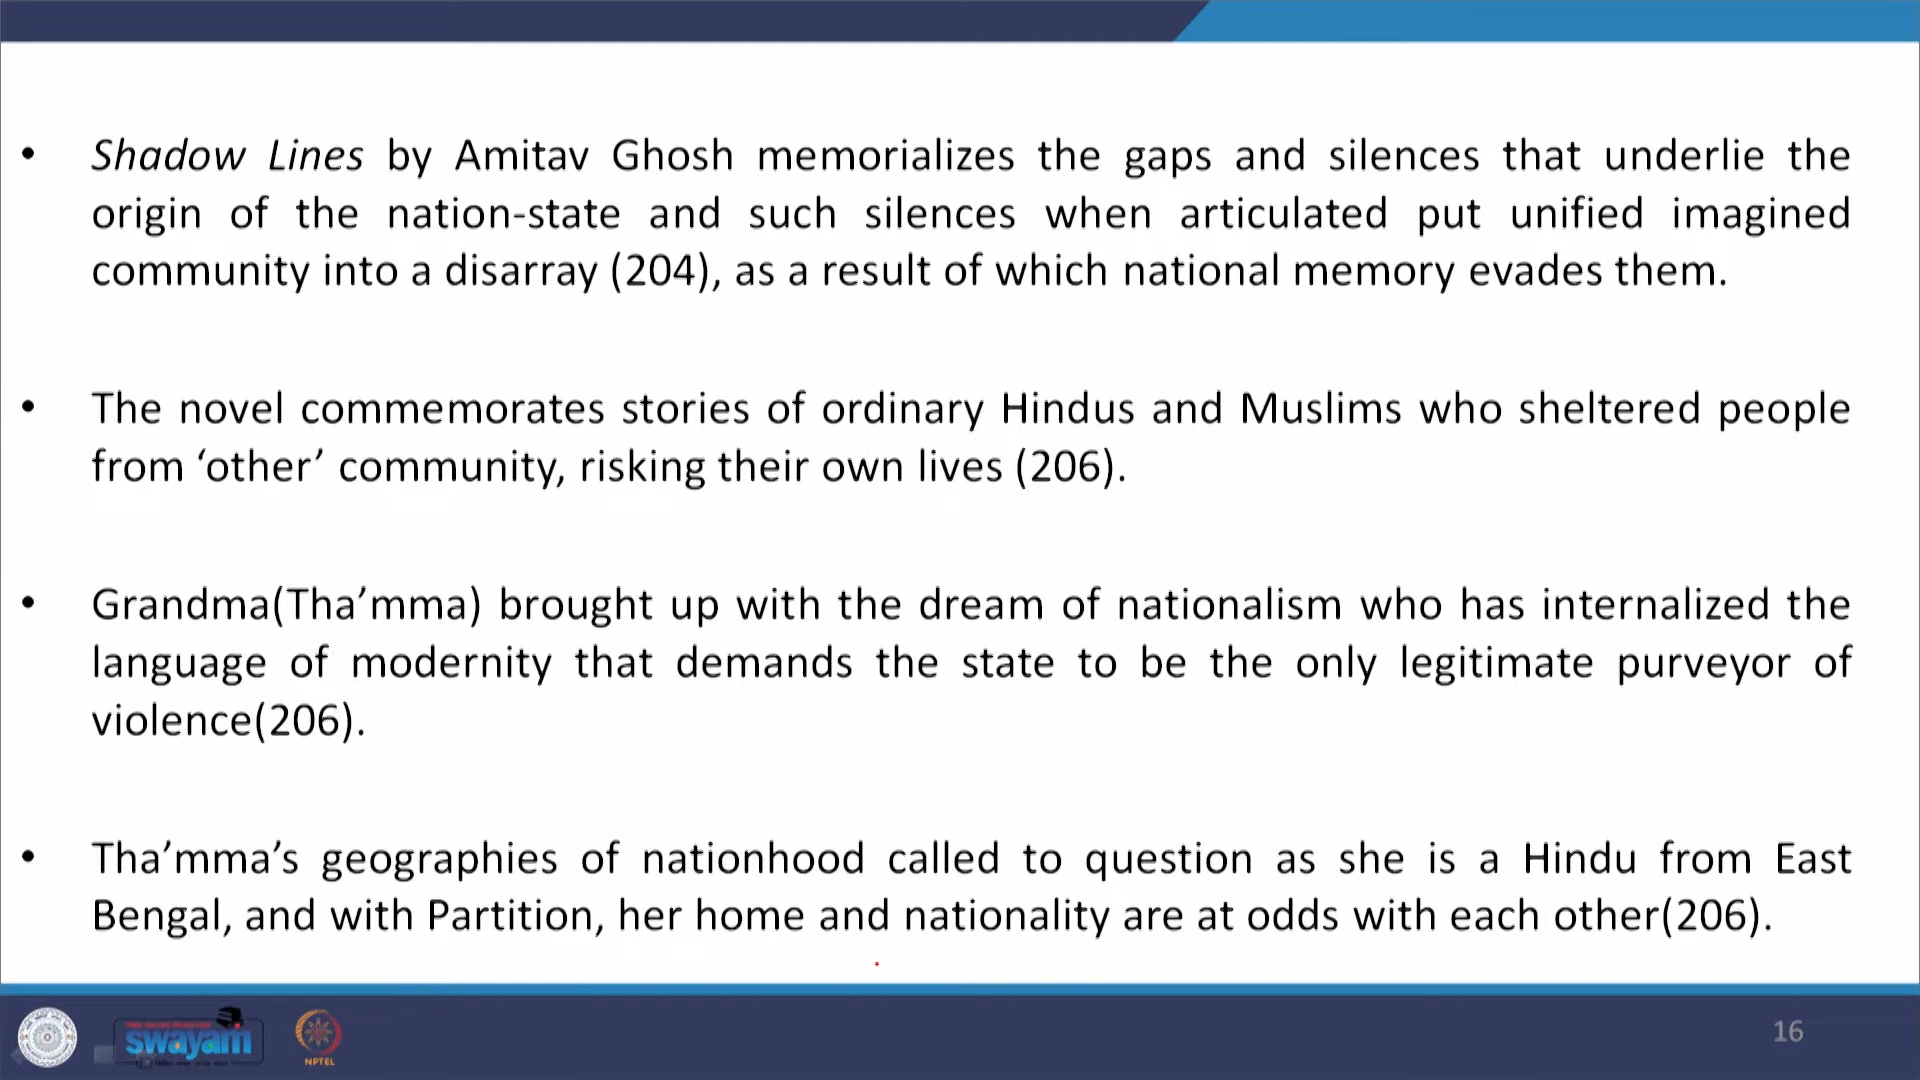 • Shadow Lines by Amitav Ghosh memorializes the gaps and silences that underlie the
origin of the nation-state and such silences when articulated put unified imagined
community into a disarray (204), as a result of which national memory evades them.
• The novel commemorates stories of ordinary Hindus and Muslims who sheltered people
from ‘other’ community, risking their own lives (206).
• Grandma(Tha’mma) brought up with the dream of nationalism who has internalized the
language of modernity that demands the state to be the only legitimate purveyor of
violence(206).
• Tha’mma’s geographies of nationhood called to question as she is a Hindu from East
Bengal, and with Partition, her home and nationality are at odds with each other(206).
swayam
NPTEL
16